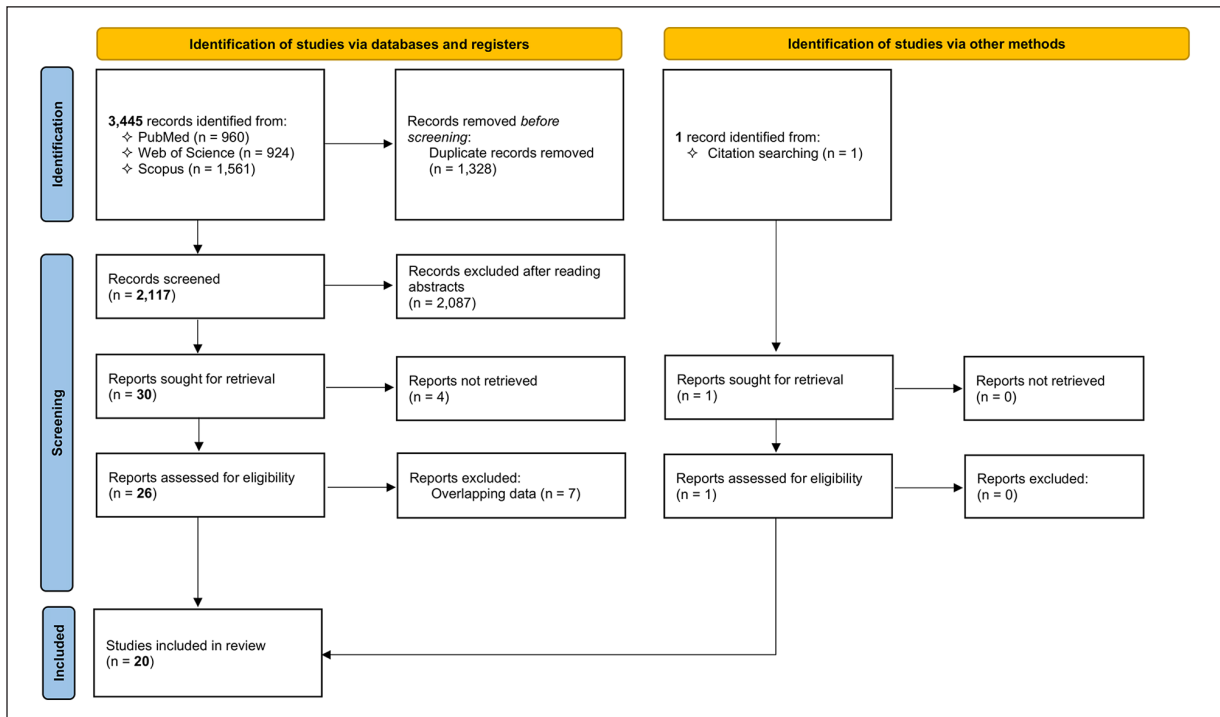 Identification of studies via databases and registers
Identification of studies via other methods
Identification
3,445 records identified from:
✧ PubMed (n = 960)
✧ Web of Science (n = 924)
✧ Scopus (n = 1,561)
Records removed before
screening:
Duplicate records removed
(n = 1,328)
1 record identified from:
✧ Citation searching (n = 1)
Screening
Records screened
(n = 2,117)
Records excluded after reading
abstracts
(n = 2,087)
Reports sought for retrieval
(n = 30)
Reports not retrieved
(n = 4)
Reports sought for retrieval
(n = 1)
Reports not retrieved
(n = 0)
Reports assessed for eligibility
(n = 26)
Reports excluded:
Overlapping data (n = 7)
Reports assessed for eligibility
(n = 1)
Reports excluded:
(n = 0)
Included
Studies included in review
(n = 20)